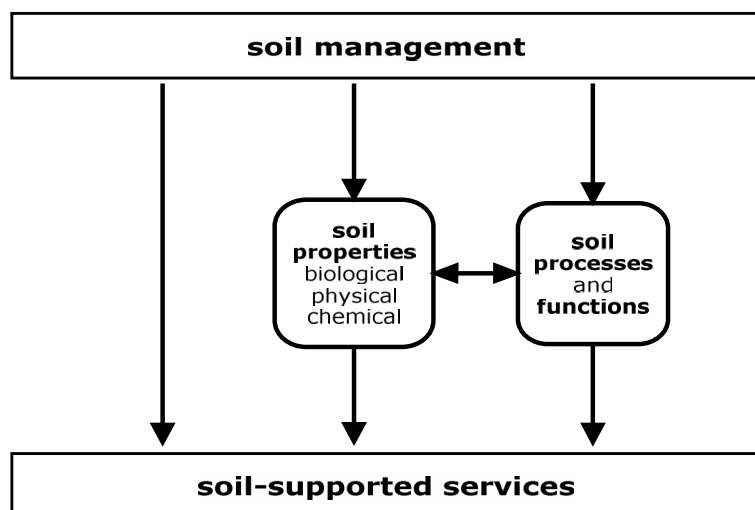 soil management
soil
properties
biological
physical
chemical
soil
processes
and
functions
soil-supported services